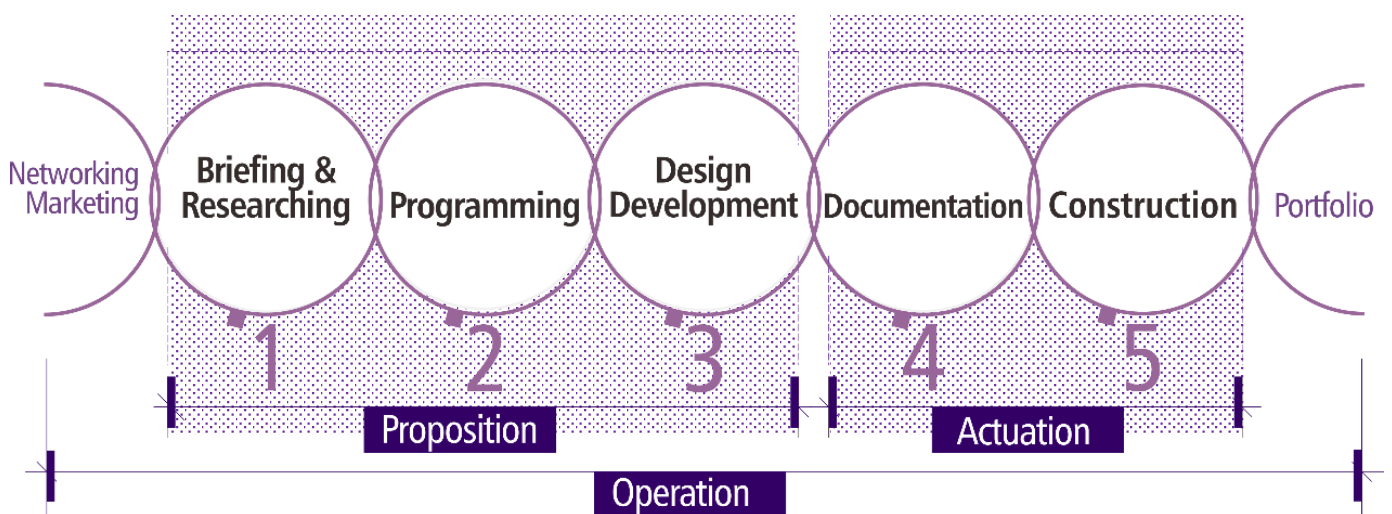 Networking
Marketing
Briefing &
Researching
Programming
Design
Development
Documentation
Construction
Portfolio
1
2
3
4
5
Proposition
Actuation
Operation